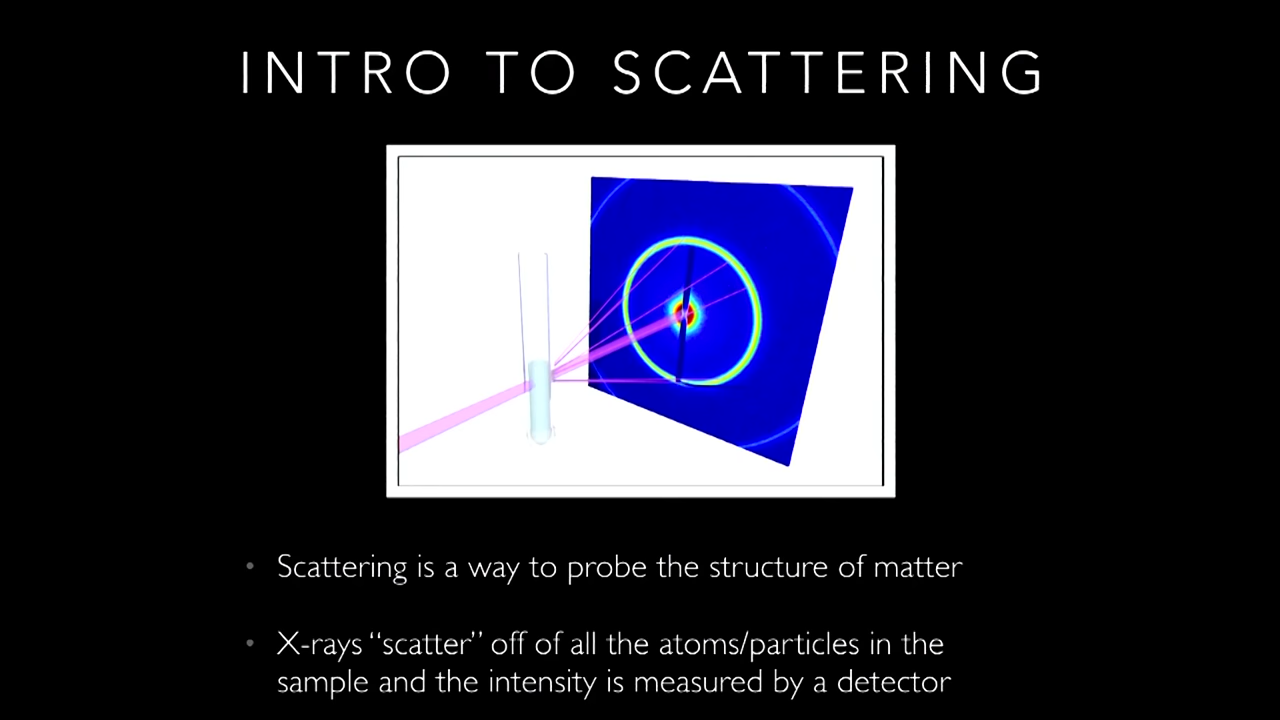 INTRO TO SCATTERING
• Scattering is a way to probe the structure of matter
• X-rays “scatter” off of all the atoms/particles in the
sample and the intensity is measured by a detector